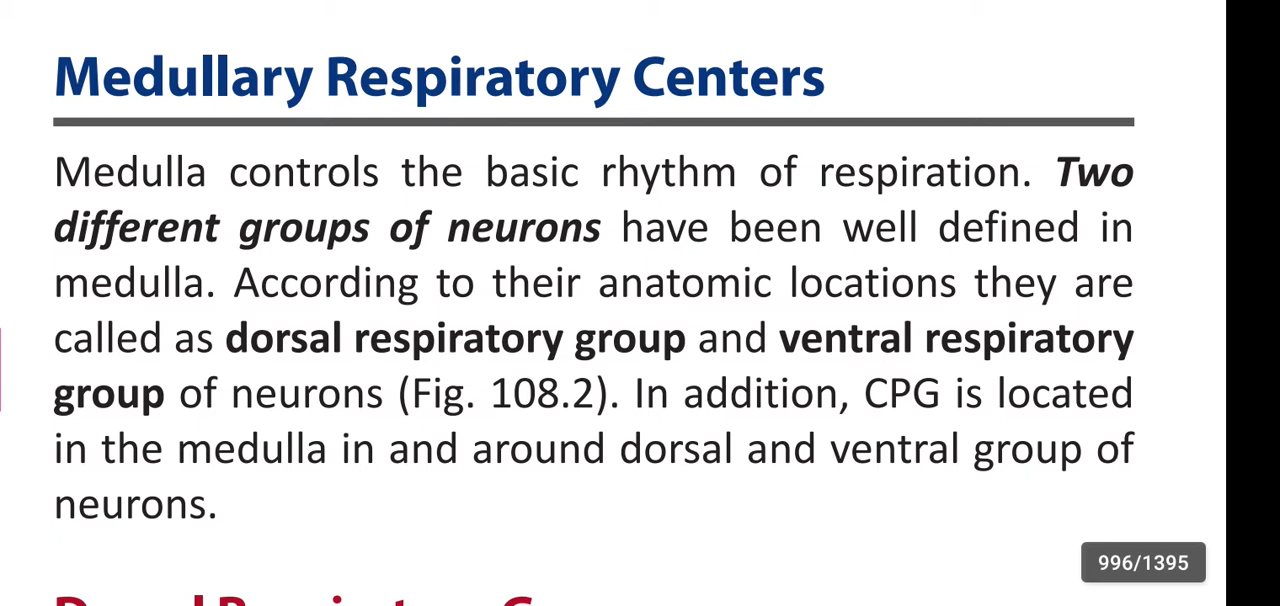 Medullary Respiratory Centers
Medulla controls the basic rhythm of respiration. Two
different groups of neurons have been well defined in
medulla. According to their anatomic locations they are
called as dorsal respiratory group and ventral respiratory
group of neurons (Fig. 108.2). In addition, CPG is located
in the medulla in and around dorsal and ventral group of
neurons.
996/1395